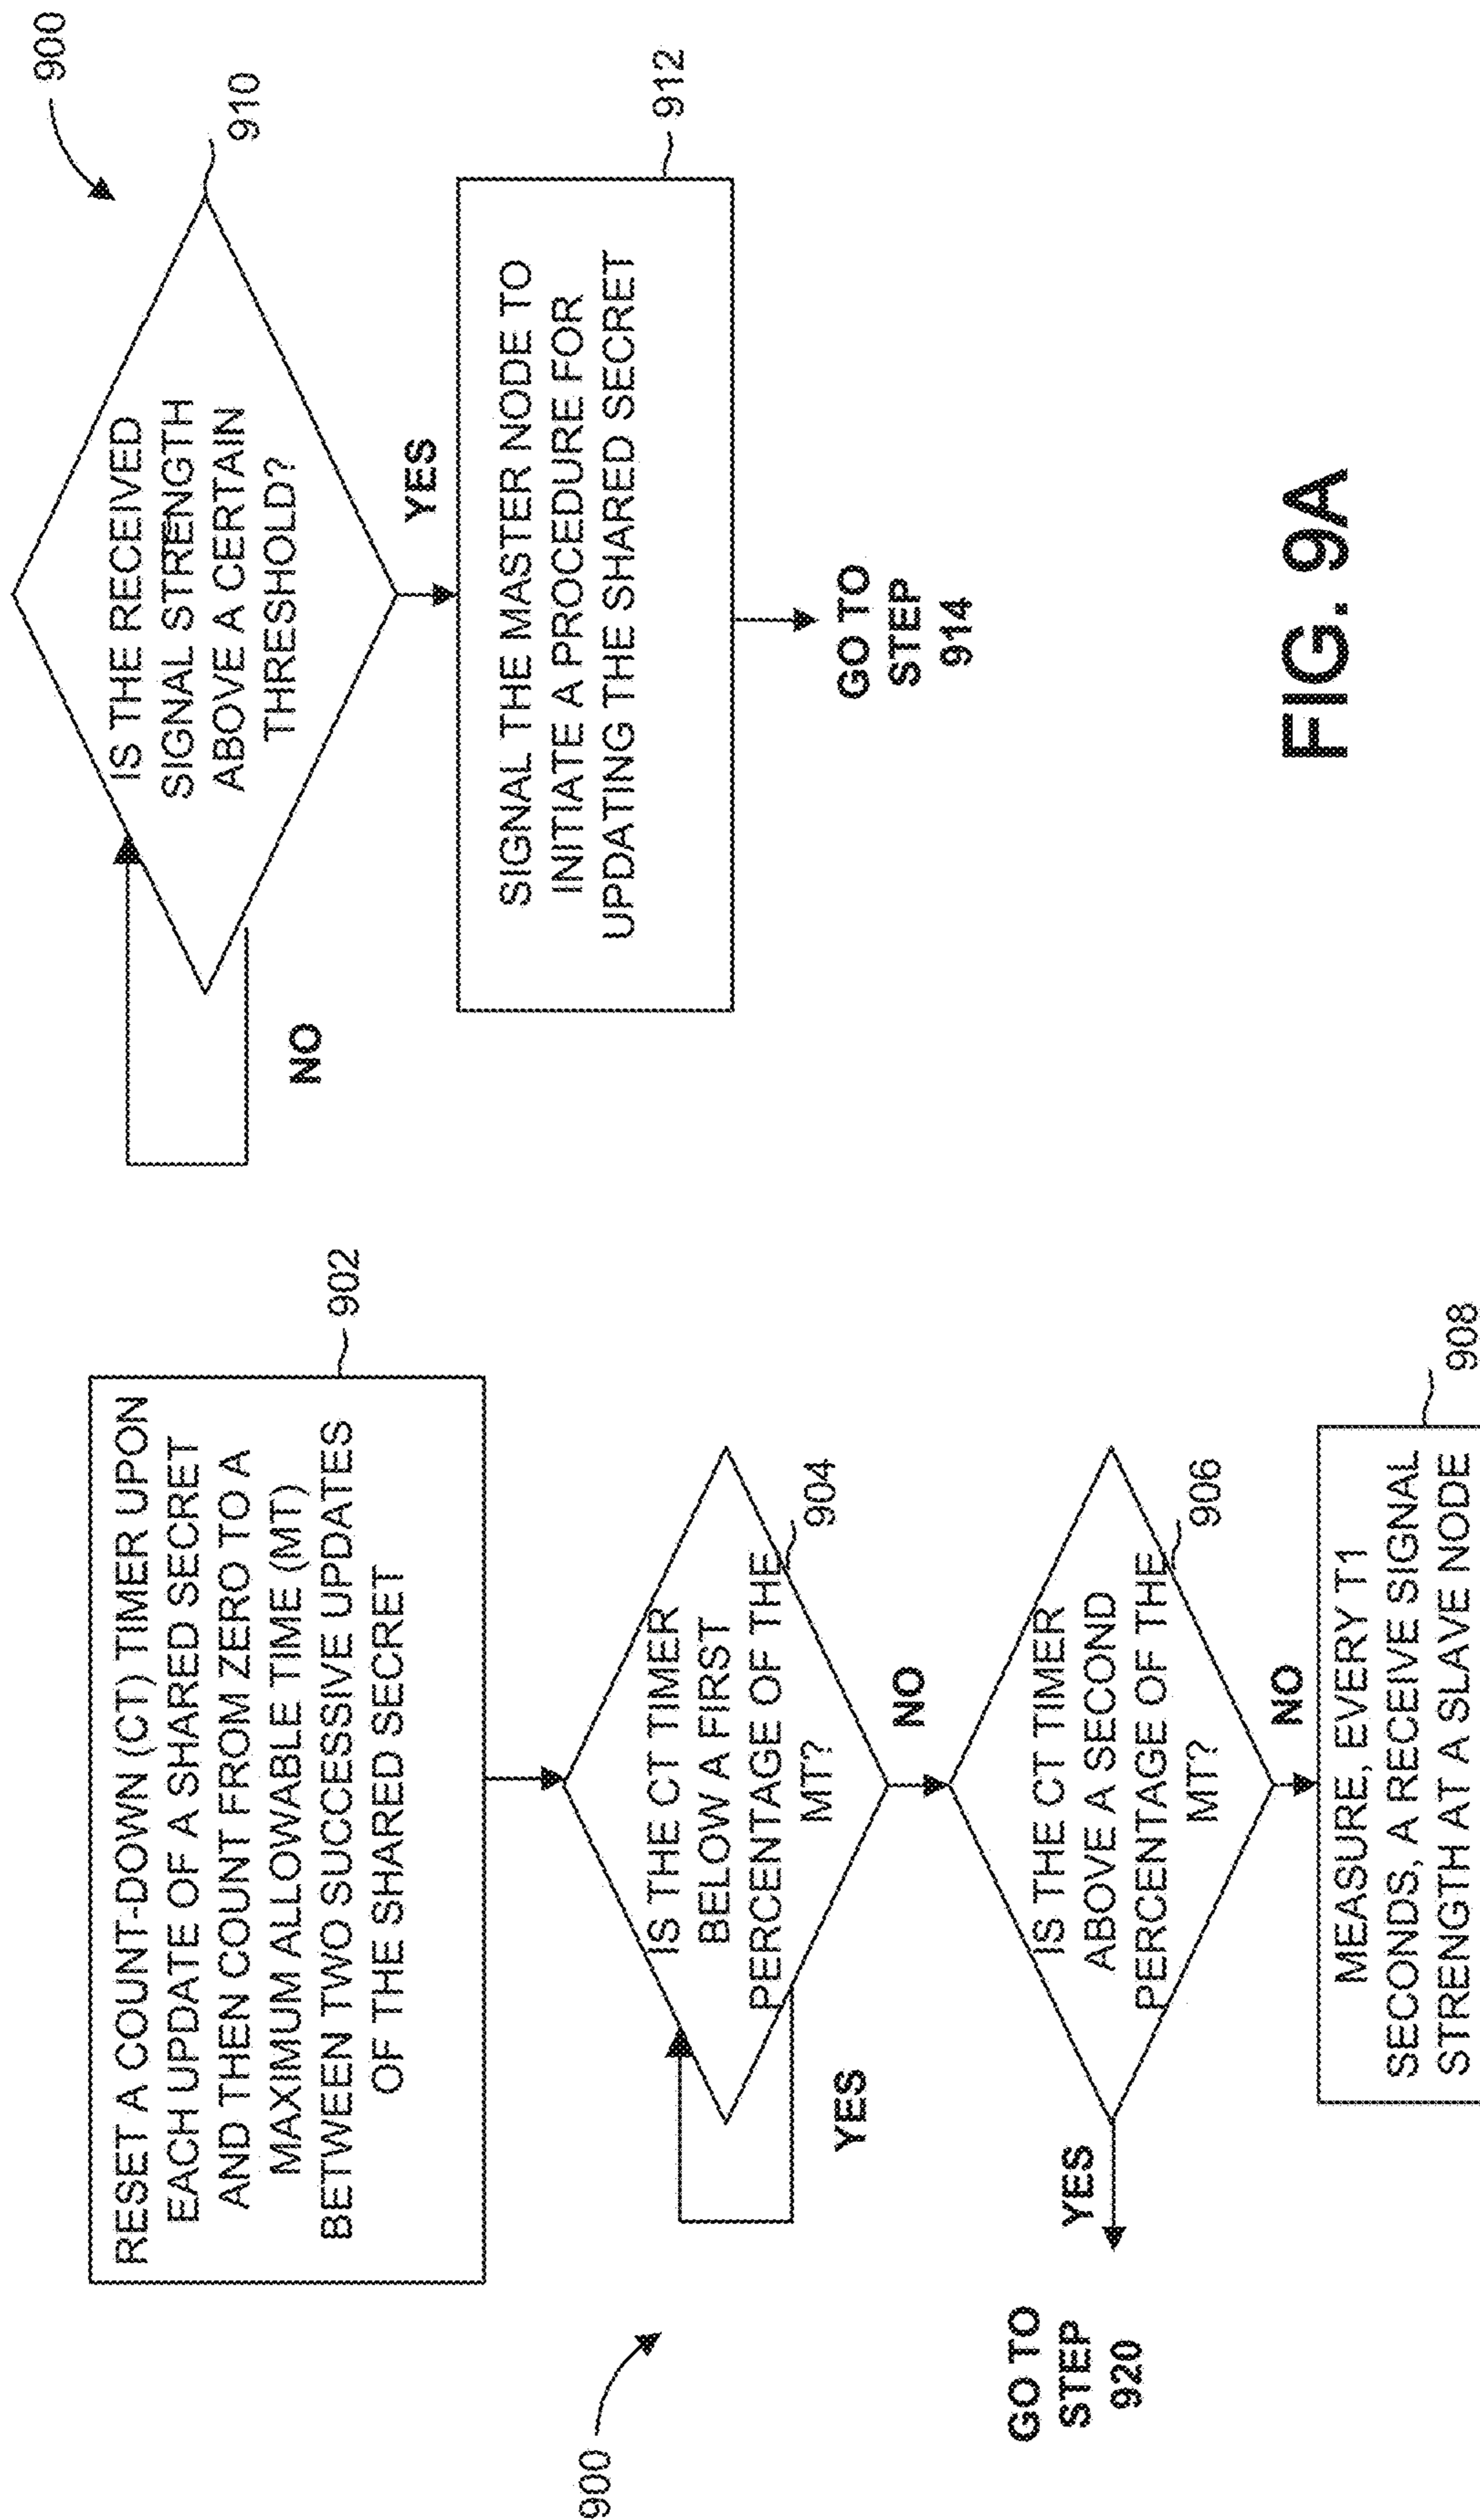 900
RESET A COUNT-DOWN (CT) TIMER UPON
EACH UPDATE OF A SHARED SECRET
AND THEN COUNT FROM ZERO TO A
MAXIMUM ALLOWABLE TIME (MT)
BETWEEN TWO SUCCESSIVE UPDATES
OF THE SHARED SECRET
902
IS THE CT TIMER
BELOW A FIRST
PERCENTAGE OF THE
MT?
904
YES
NO
IS THE CT TIMER
ABOVE A SECOND
PERCENTAGE OF THE
MT?
906
YES
GO TO
STEP
920
NO
MEASURE, EVERY T1
SECONDS, A RECEIVE SIGNAL
STRENGTH AT A SLAVE NODE
908
900
IS THE RECEIVED
SIGNAL STRENGTH
ABOVE A CERTAIN
THRESHOLD?
910
NO
YES
SIGNAL THE MASTER NODE TO
INITIATE A PROCEDURE FOR
UPDATING THE SHARED SECRET
912
GO TO
STEP
914
FIG. 9A